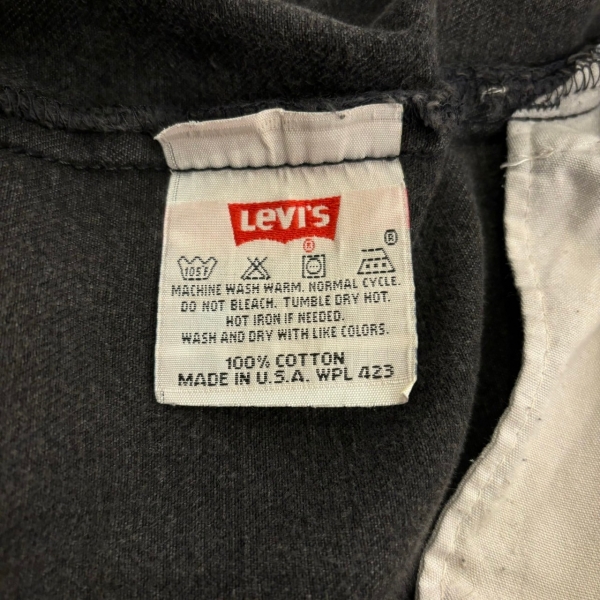 Levi's
®
®
105F
MACHINE WASH WARM. NORMAL CYCLE.
DO NOT BLEACH. TUMBLE DRY HOT.
HOT IRON IF NEEDED.
WASH AND DRY WITH LIKE COLORS.
100% COTTON
MADE IN U.S.A. WPL 423